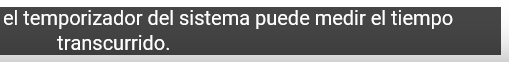 el temporizador del sistema puede medir el tiempo
transcurrido.